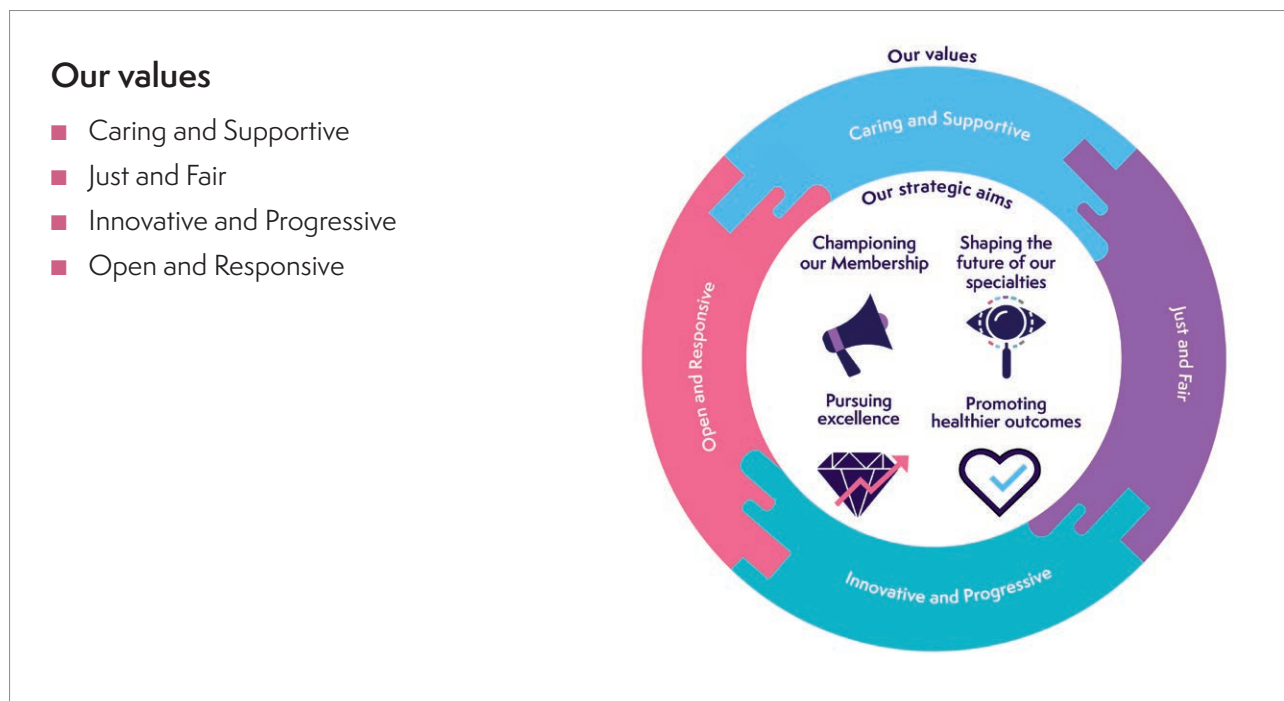 Our values
Caring and Supportive
Just and Fair
Innovative and Progressive
Open and Responsive
Our values
Caring and Supportive
Just and Fair
Innovative and Progressive
Open and Responsive
Our strategic aims
Championing
our Membership
Shaping the
future of our
specialties
Pursuing
excellence
Promoting
healthier outcomes